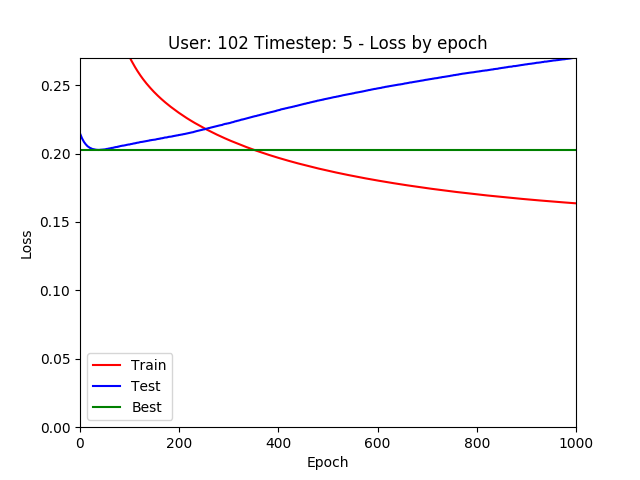 User: 102 Timestep: 5 - Loss by epoch
0.25
0.20
0.15
0.10
0.05
0.00
Loss
Train
Test
Best
0 200 400 600 800 1000
Epoch